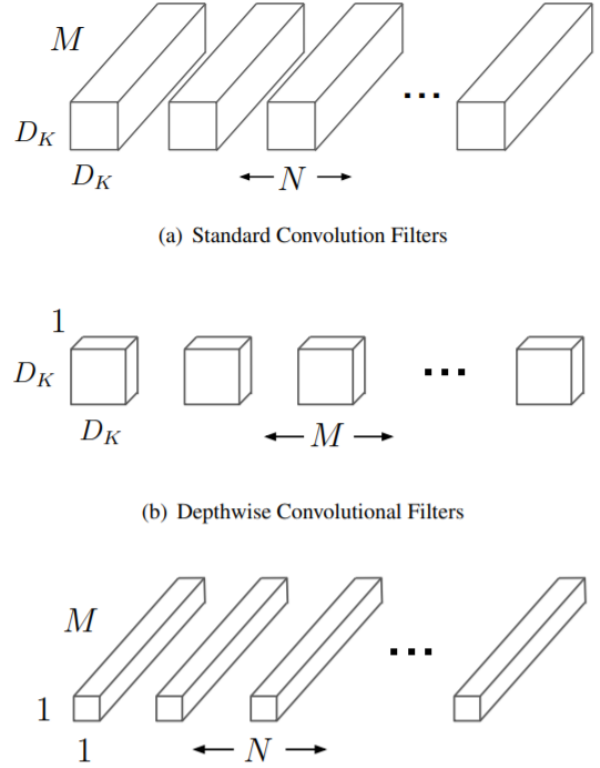 M
D_K
D_K
N
...
(a) Standard Convolution Filters
1
D_K
D_K
M
...
(b) Depthwise Convolutional Filters
M
1
1
N
...